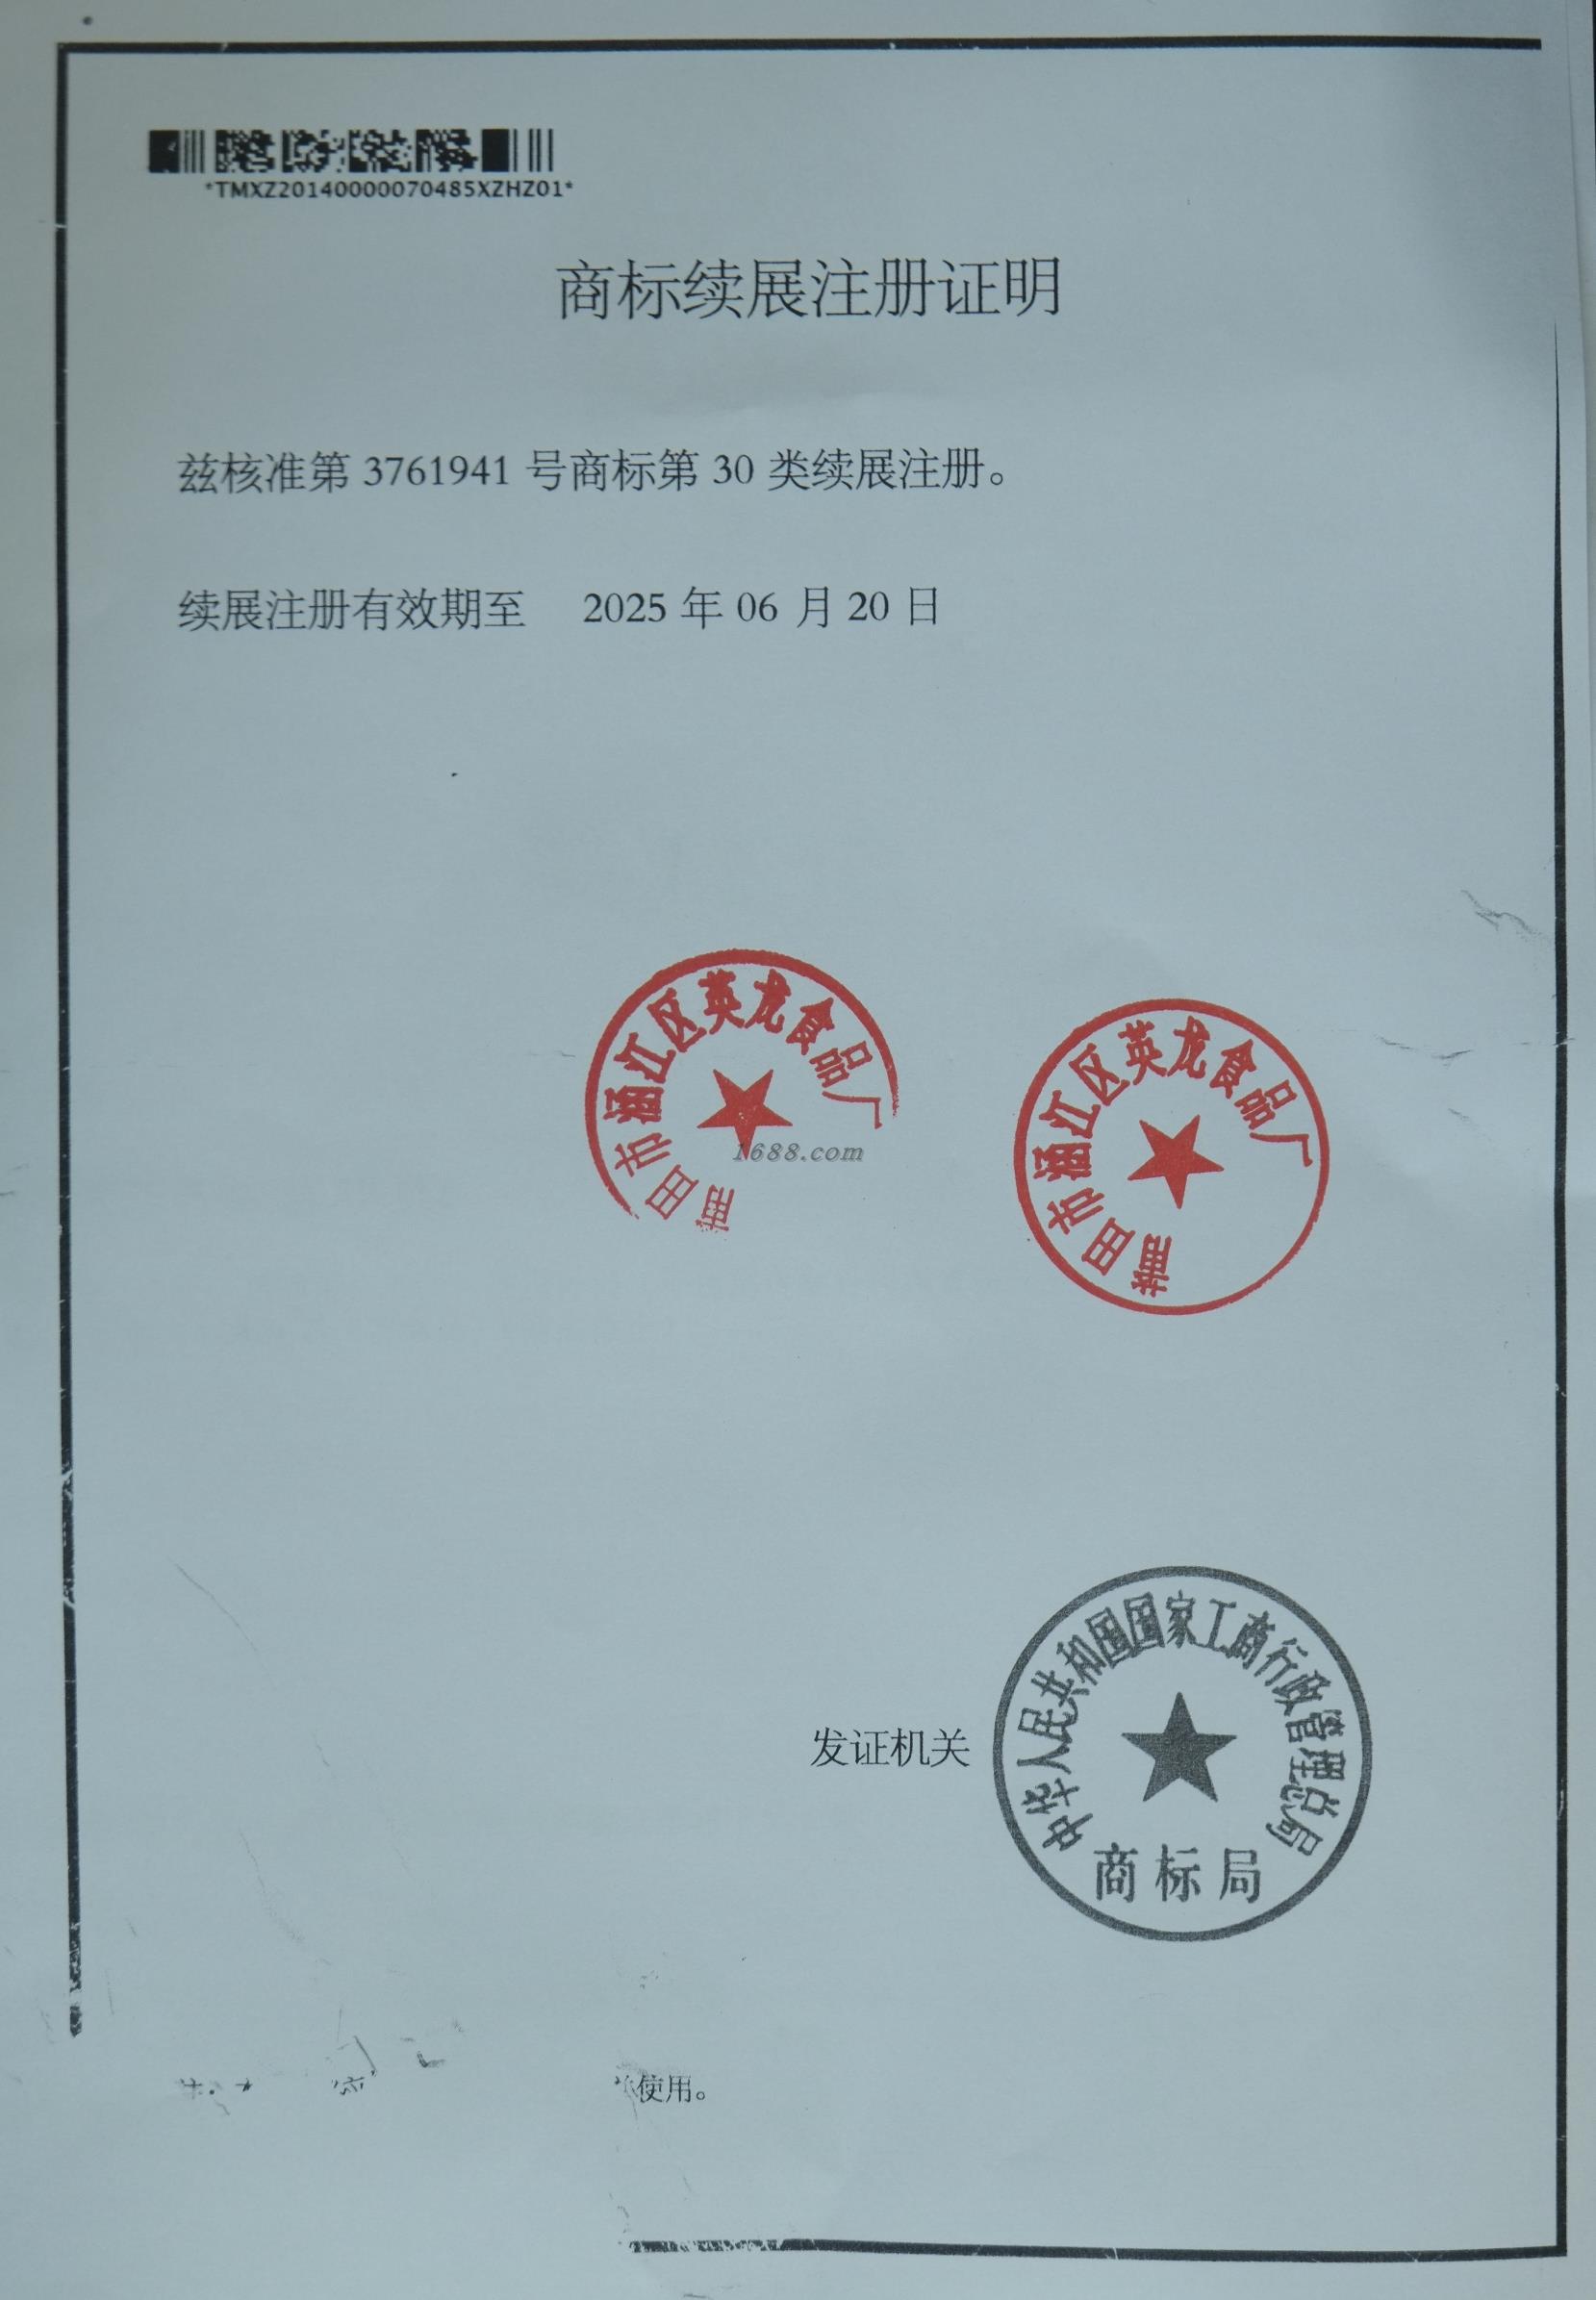 *TMXZ20140000070485XZHZ01*
商标续展注册证明
兹核准第 3761941 号商标第 30 类续展注册。
续展注册有效期至 2025 年 06 月 20 日
莆田市涵江区英龙食品厂
1688.com
莆田市涵江区英龙食品厂
发证机关
中华人民共和国国家工商行政管理总局
商标局
使用。